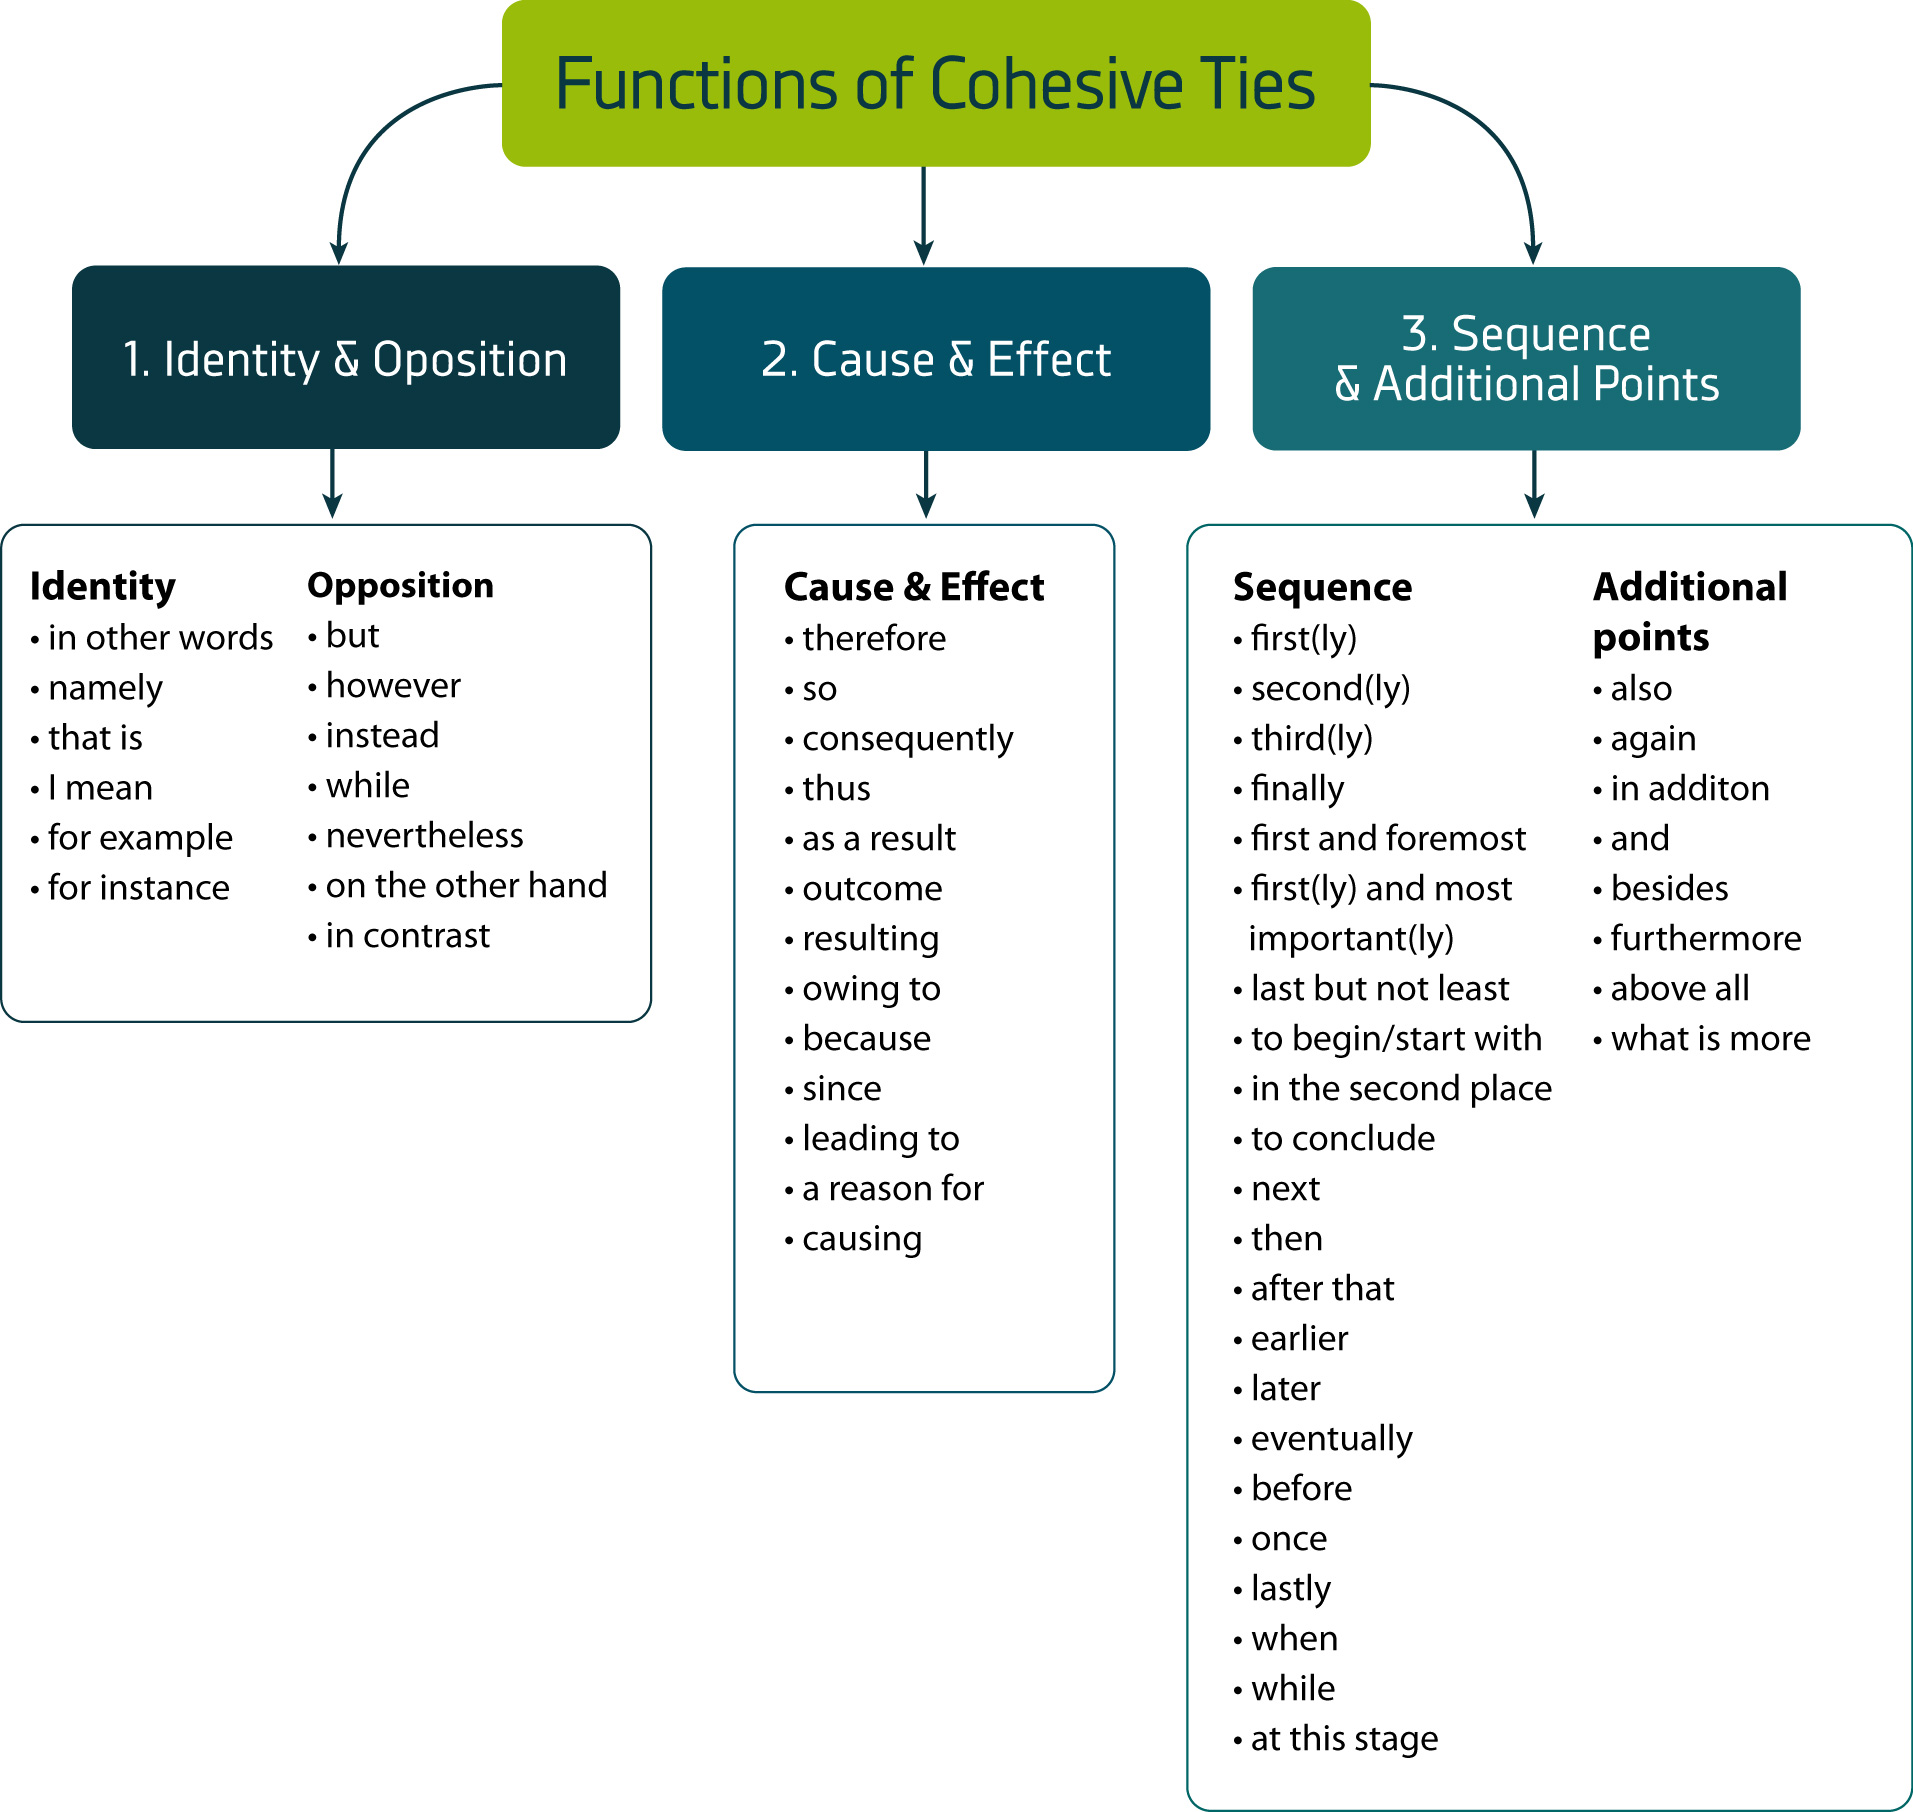 Functions of Cohesive Ties
1. Identity & Oposition
2. Cause & Effect
3. Sequence
& Additional Points
Identity
• in other words
• namely
• that is
• I mean
• for example
• for instance
Opposition
• but
• however
• instead
• while
• nevertheless
• on the other hand
• in contrast
Cause & Effect
• therefore
• so
• consequently
• thus
• as a result
• outcome
• resulting
• owing to
• because
• since
• leading to
• a reason for
• causing
Sequence
• first(ly)
• second(ly)
• third(ly)
• finally
• first and foremost
• first(ly) and most
important(ly)
• last but not least
• to begin/start with
• in the second place
• to conclude
• next
• then
• after that
• earlier
• later
• eventually
• before
• once
• lastly
• when
• while
• at this stage
Additional
points
• also
• again
• in additon
• and
• besides
• furthermore
• above all
• what is more